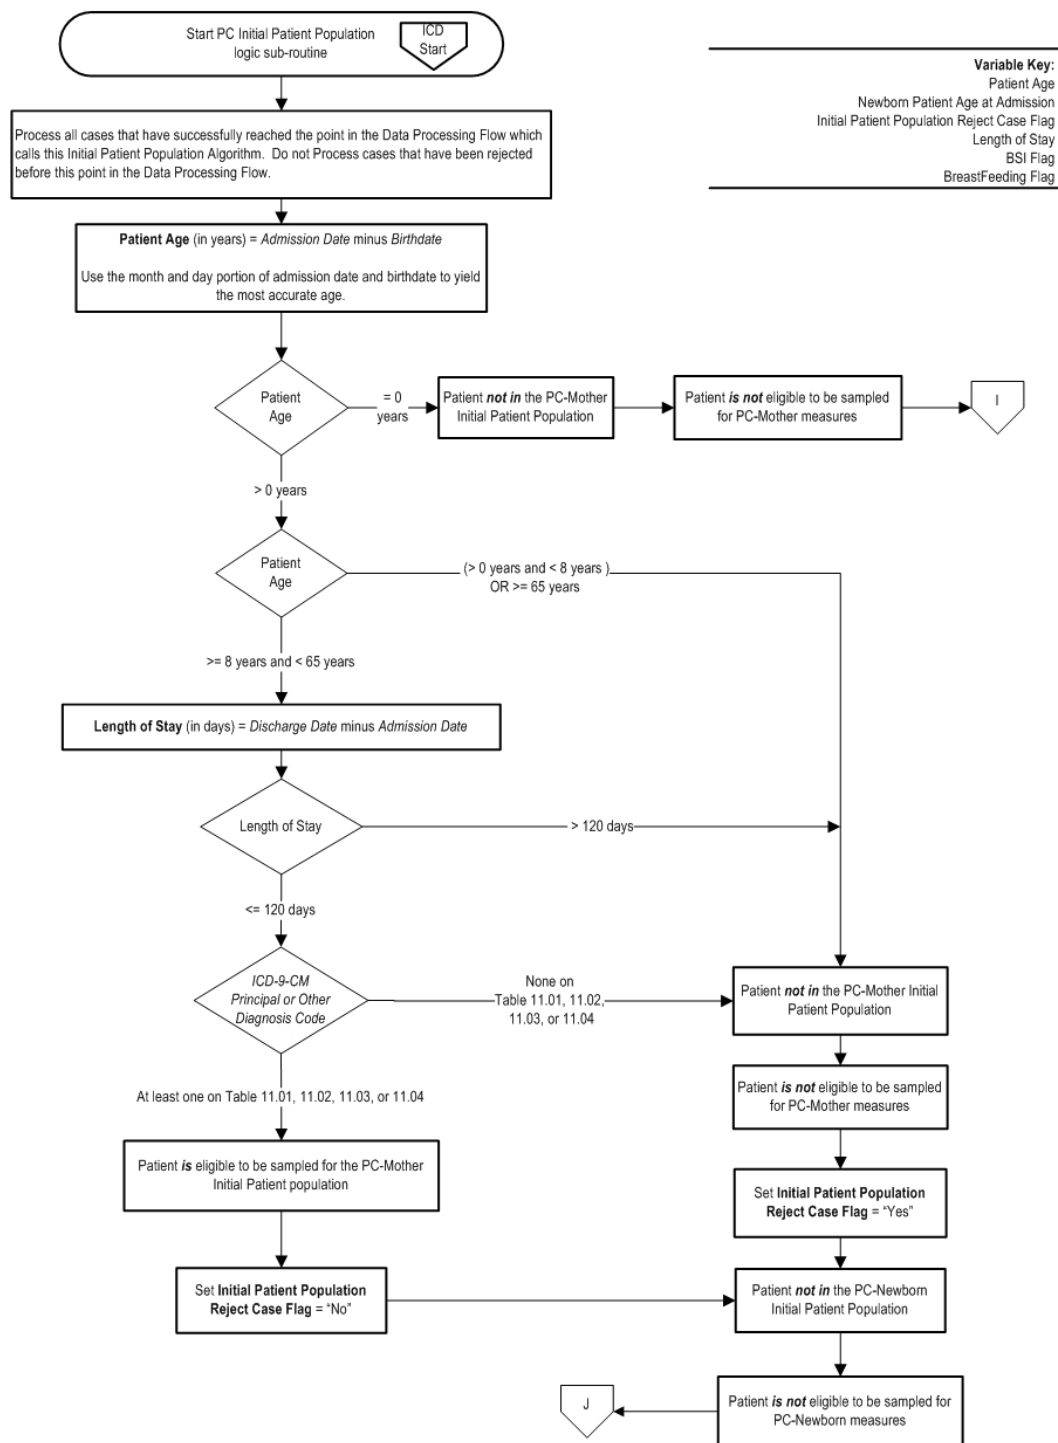 Start PC Initial Patient Population
logic sub-routine
ICD
Start
Variable Key:
Patient Age
Newborn Patient Age at Admission
Initial Patient Population Reject Case Flag
Length of Stay
BSI Flag
BreastFeeding Flag
Process all cases that have successfully reached the point in the Data Processing Flow which
calls this Initial Patient Population Algorithm.  Do not Process cases that have been rejected
before this point in the Data Processing Flow.
Patient Age (in years) = Admission Date minus Birthdate
Use the month and day portion of admission date and birthdate to yield
the most accurate age.
Patient
Age
= 0
years
Patient not in the PC-Mother
Initial Patient Population
Patient is not eligible to be sampled
for PC-Mother measures
I
> 0 years
Patient
Age
(> 0 years and < 8 years )
OR >= 65 years
>= 8 years and < 65 years
Length of Stay (in days) = Discharge Date minus Admission Date
Length of Stay
> 120 days
<= 120 days
ICD-9-CM
Principal or Other
Diagnosis Code
None on
Table 11.01, 11.02,
11.03, or 11.04
Patient not in the PC-Mother Initial
Patient Population
At least one on Table 11.01, 11.02, 11.03, or 11.04
Patient is not eligible to be sampled
for PC-Mother measures
Patient is eligible to be sampled for the PC-Mother
Initial Patient population
Set Initial Patient Population
Reject Case Flag = “Yes”
Set Initial Patient Population
Reject Case Flag = “No”
Patient not in the PC-Newborn
Initial Patient Population
J
Patient is not eligible to be sampled for
PC-Newborn measures